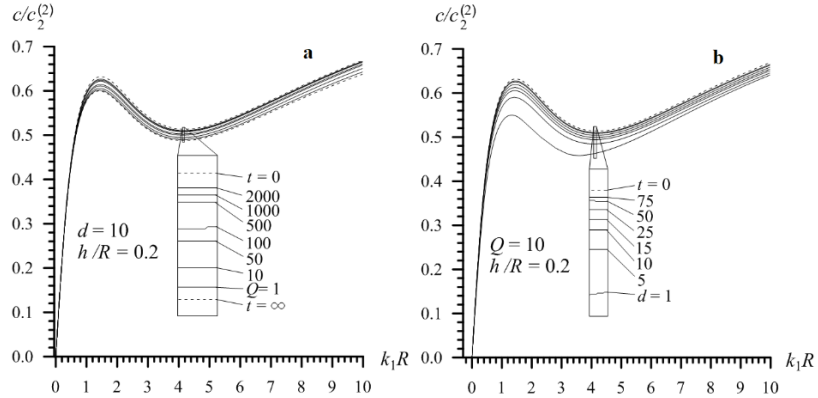 c/c₂⁽²⁾
a
0.7
0.6
0.5
0.4
0.3
0.2
0.1
0.0
t = 0
2000
1000
500
100
50
10
Q= 1
t = ∞
d = 10
h /R = 0.2
k₁R
0 1 2 3 4 5 6 7 8 9 10
c/c₂⁽²⁾
b
0.7
0.6
0.5
0.4
0.3
0.2
0.1
0.0
t = 0
75
50
25
15
10
5
d = 1
Q = 10
h /R = 0.2
k₁R
0 1 2 3 4 5 6 7 8 9 10